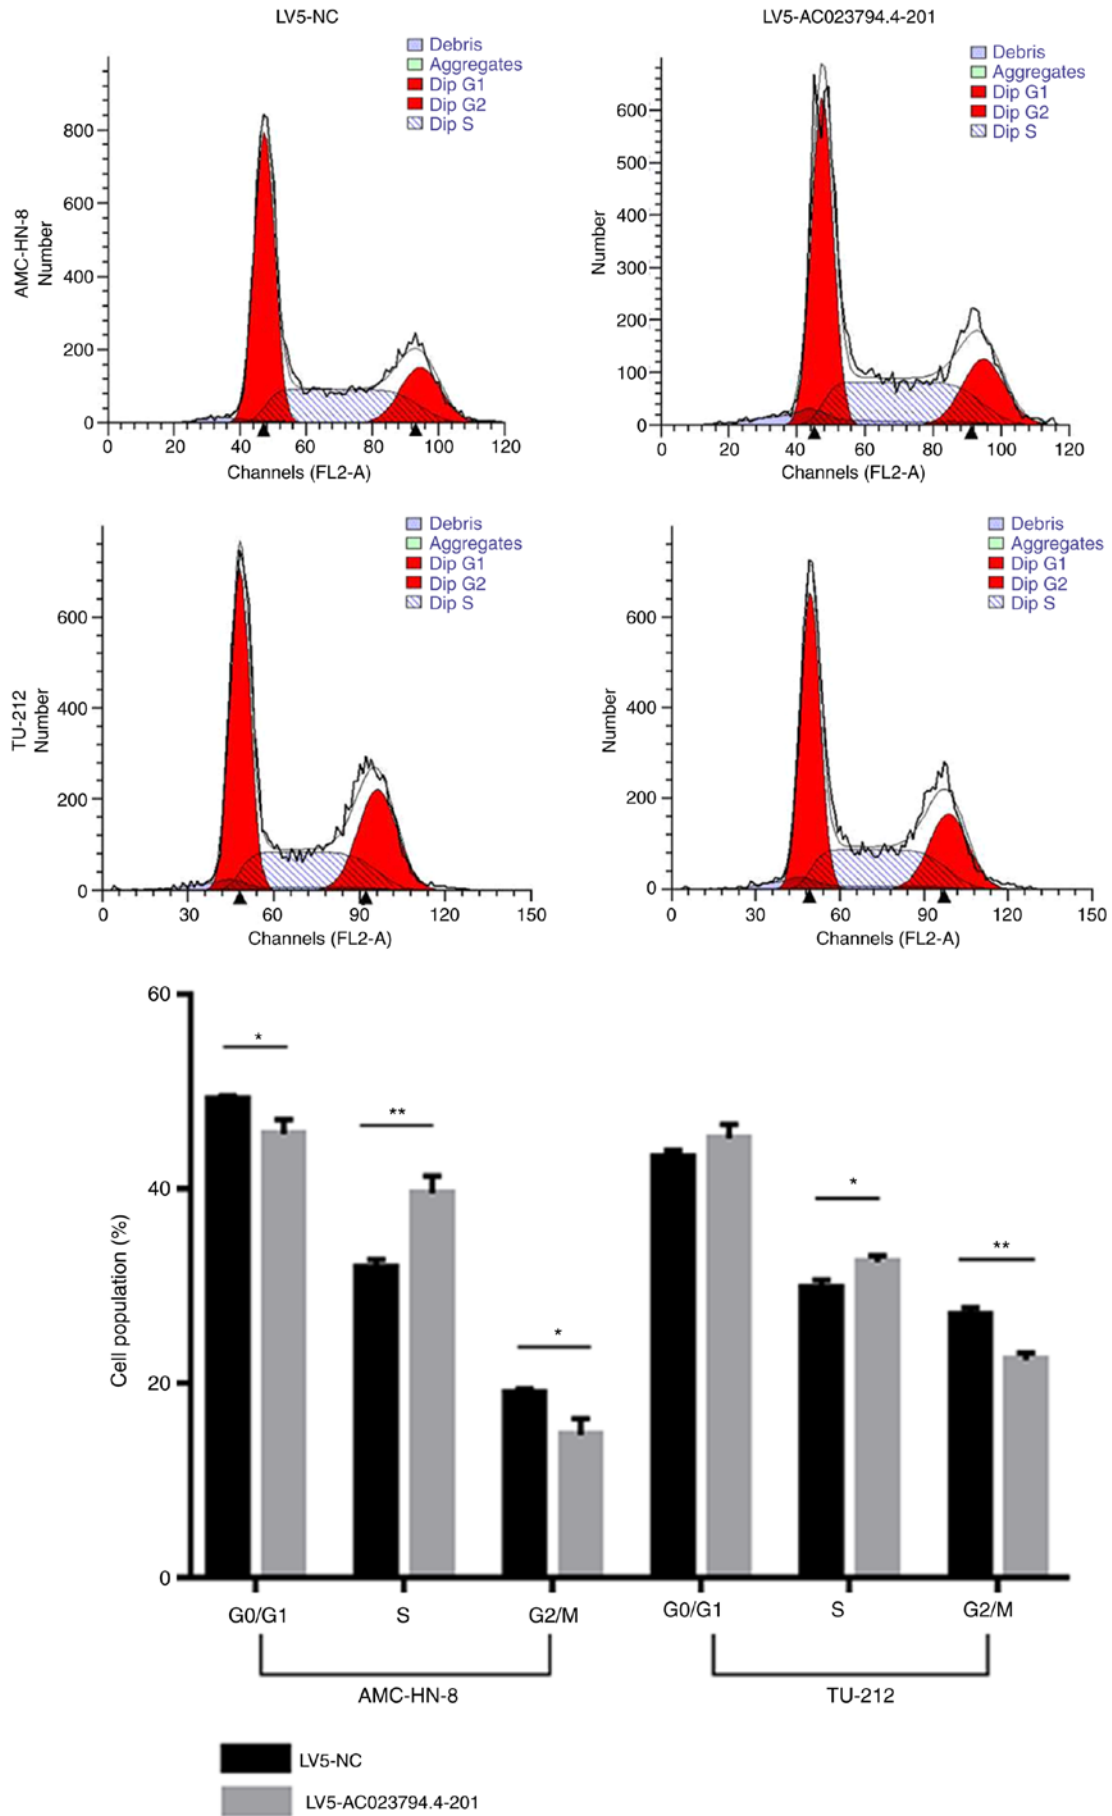 LV5-NC
LV5-AC023794.4-201
Debris
Aggregates
Dip G1
Dip G2
Dip S
AMC-HN-8
Number
800
600
400
200
0
0 20 40 60 80 100 120
Channels (FL2-A)
Debris
Aggregates
Dip G1
Dip G2
Dip S
Number
600
500
400
300
200
100
0
0 20 40 60 80 100 120
Channels (FL2-A)
Debris
Aggregates
Dip G1
Dip G2
Dip S
TU-212
Number
600
400
200
0
0 30 60 90 120 150
Channels (FL2-A)
Debris
Aggregates
Dip G1
Dip G2
Dip S
Number
600
400
200
0
0 30 60 90 120 150
Channels (FL2-A)
Cell population (%)
60
40
20
0
* ** * * **
G0/G1 S G2/M G0/G1 S G2/M
AMC-HN-8 TU-212
LV5-NC
LV5-AC023794.4-201